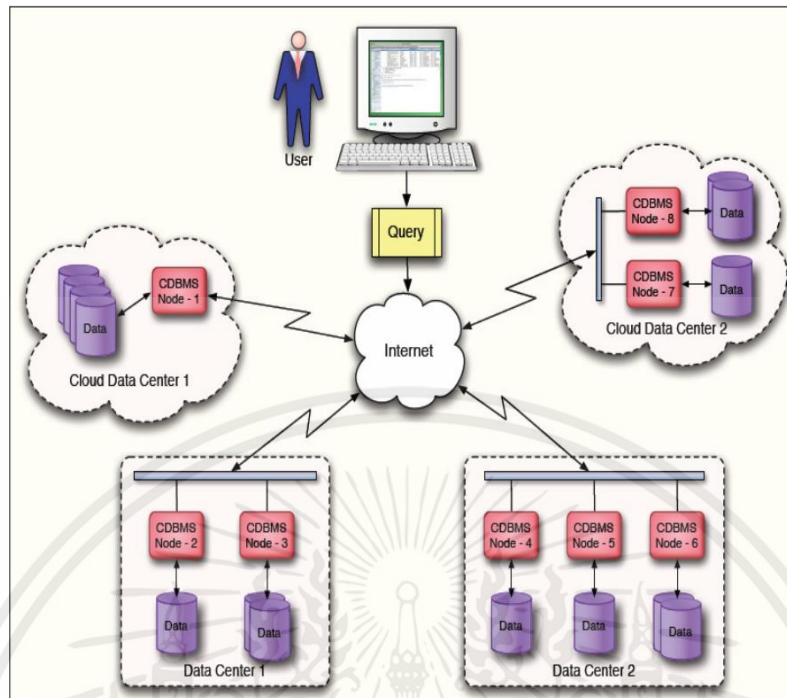 User
Query
Internet
CDBMS
Node - 1
Data
Cloud Data Center 1
CDBMS
Node - 8
Data
CDBMS
Node - 7
Data
Cloud Data Center 2
CDBMS
Node - 2
CDBMS
Node - 3
Data
Data
Data Center 1
CDBMS
Node - 4
CDBMS
Node - 5
CDBMS
Node - 6
Data
Data
Data
Data Center 2